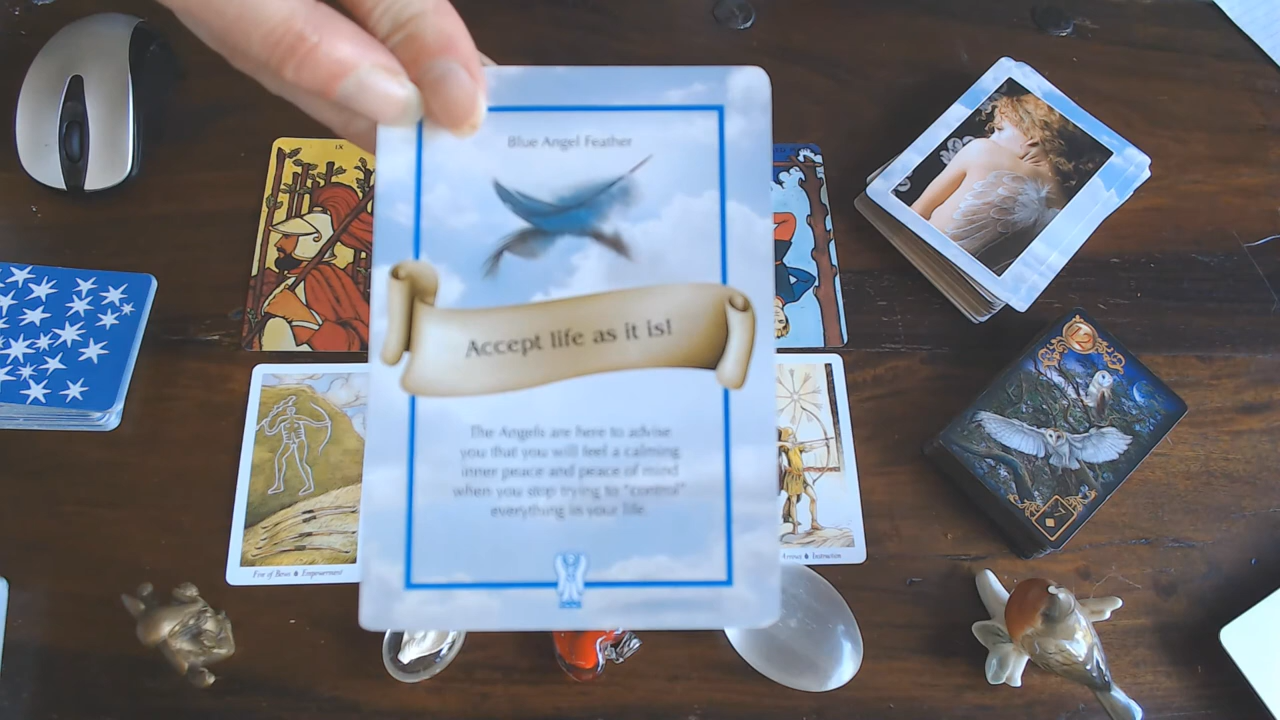 IX
Blue Angel Feather
Accept life as it is!
The Angels are here to advise
you that you will feel a calming
inner peace and peace of mind
when you stop trying to "control"
everything in your life.
Five of Bows Empowerment
Arrows Instruction